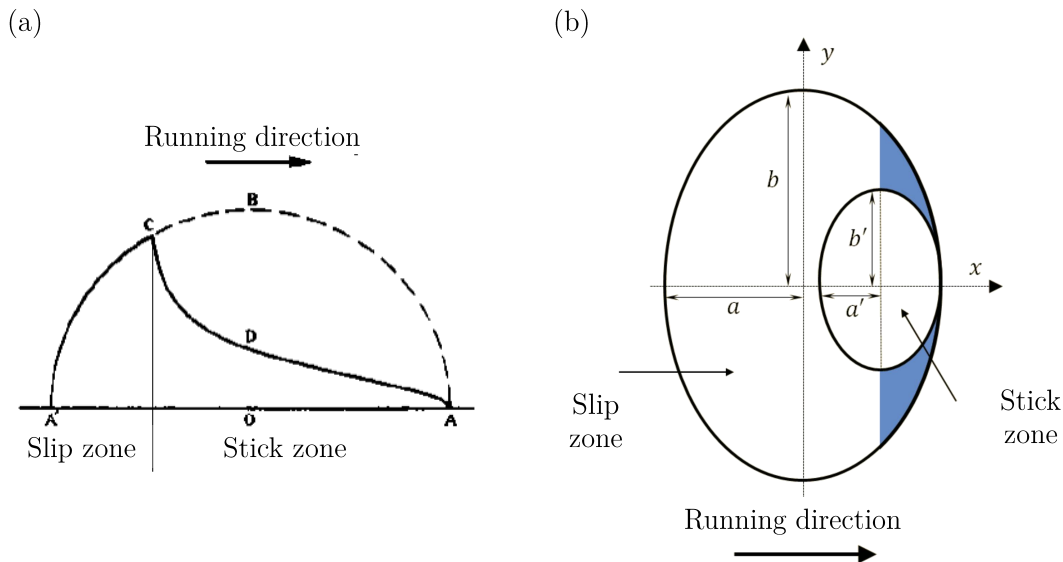 (a)
Running direction
B
C
D
A'
O
A
Slip zone
Stick zone
(b)
y
b
b′
x
a
a′
Slip
zone
Stick
zone
Running direction